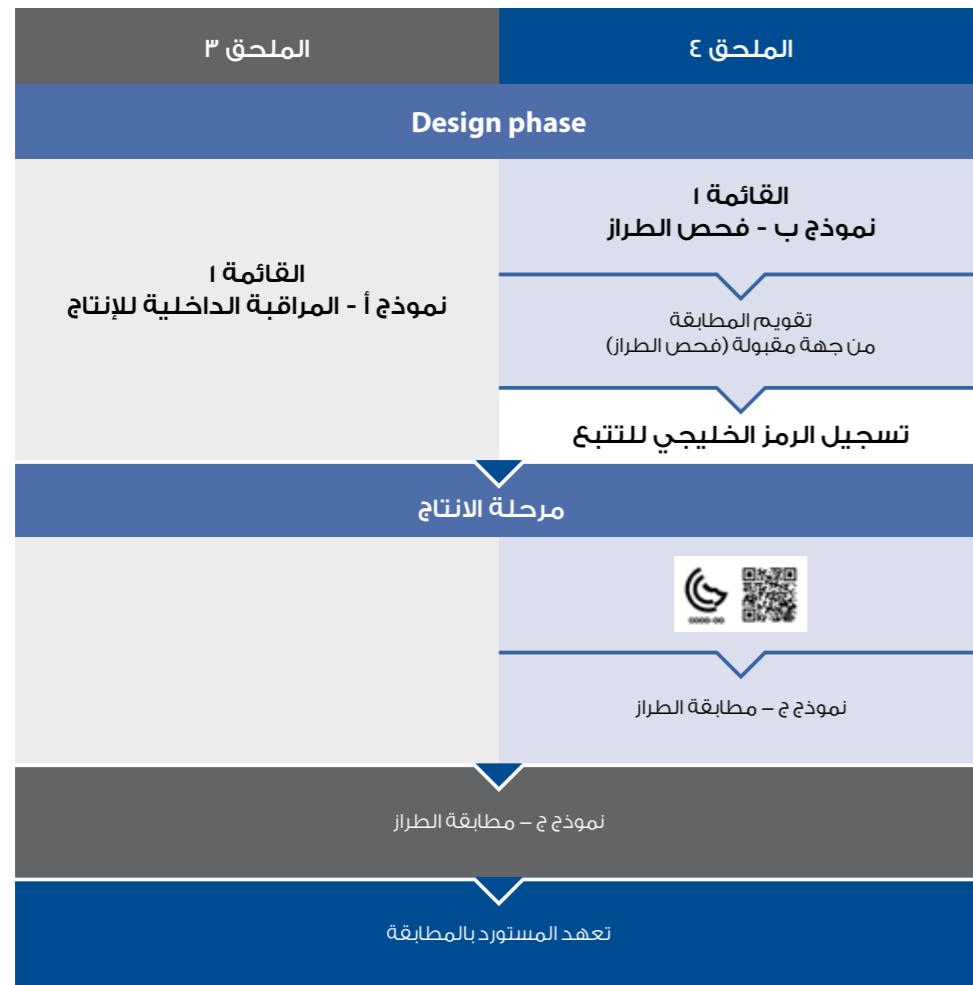 الملحق ٤
الملحق ٣
Design phase
القائمة ١
نموذج ب - فحص الطراز
تقويم المطابقة
من جهة مقبولة (فحص الطراز)
تسجيل الرمز الخليجي للتتبع
القائمة ١
نموذج أ - المراقبة الداخلية للإنتاج
مرحلة الانتاج
0000-00
نموذج ج – مطابقة الطراز
نموذج ج – مطابقة الطراز
تعهد المستورد بالمطابقة